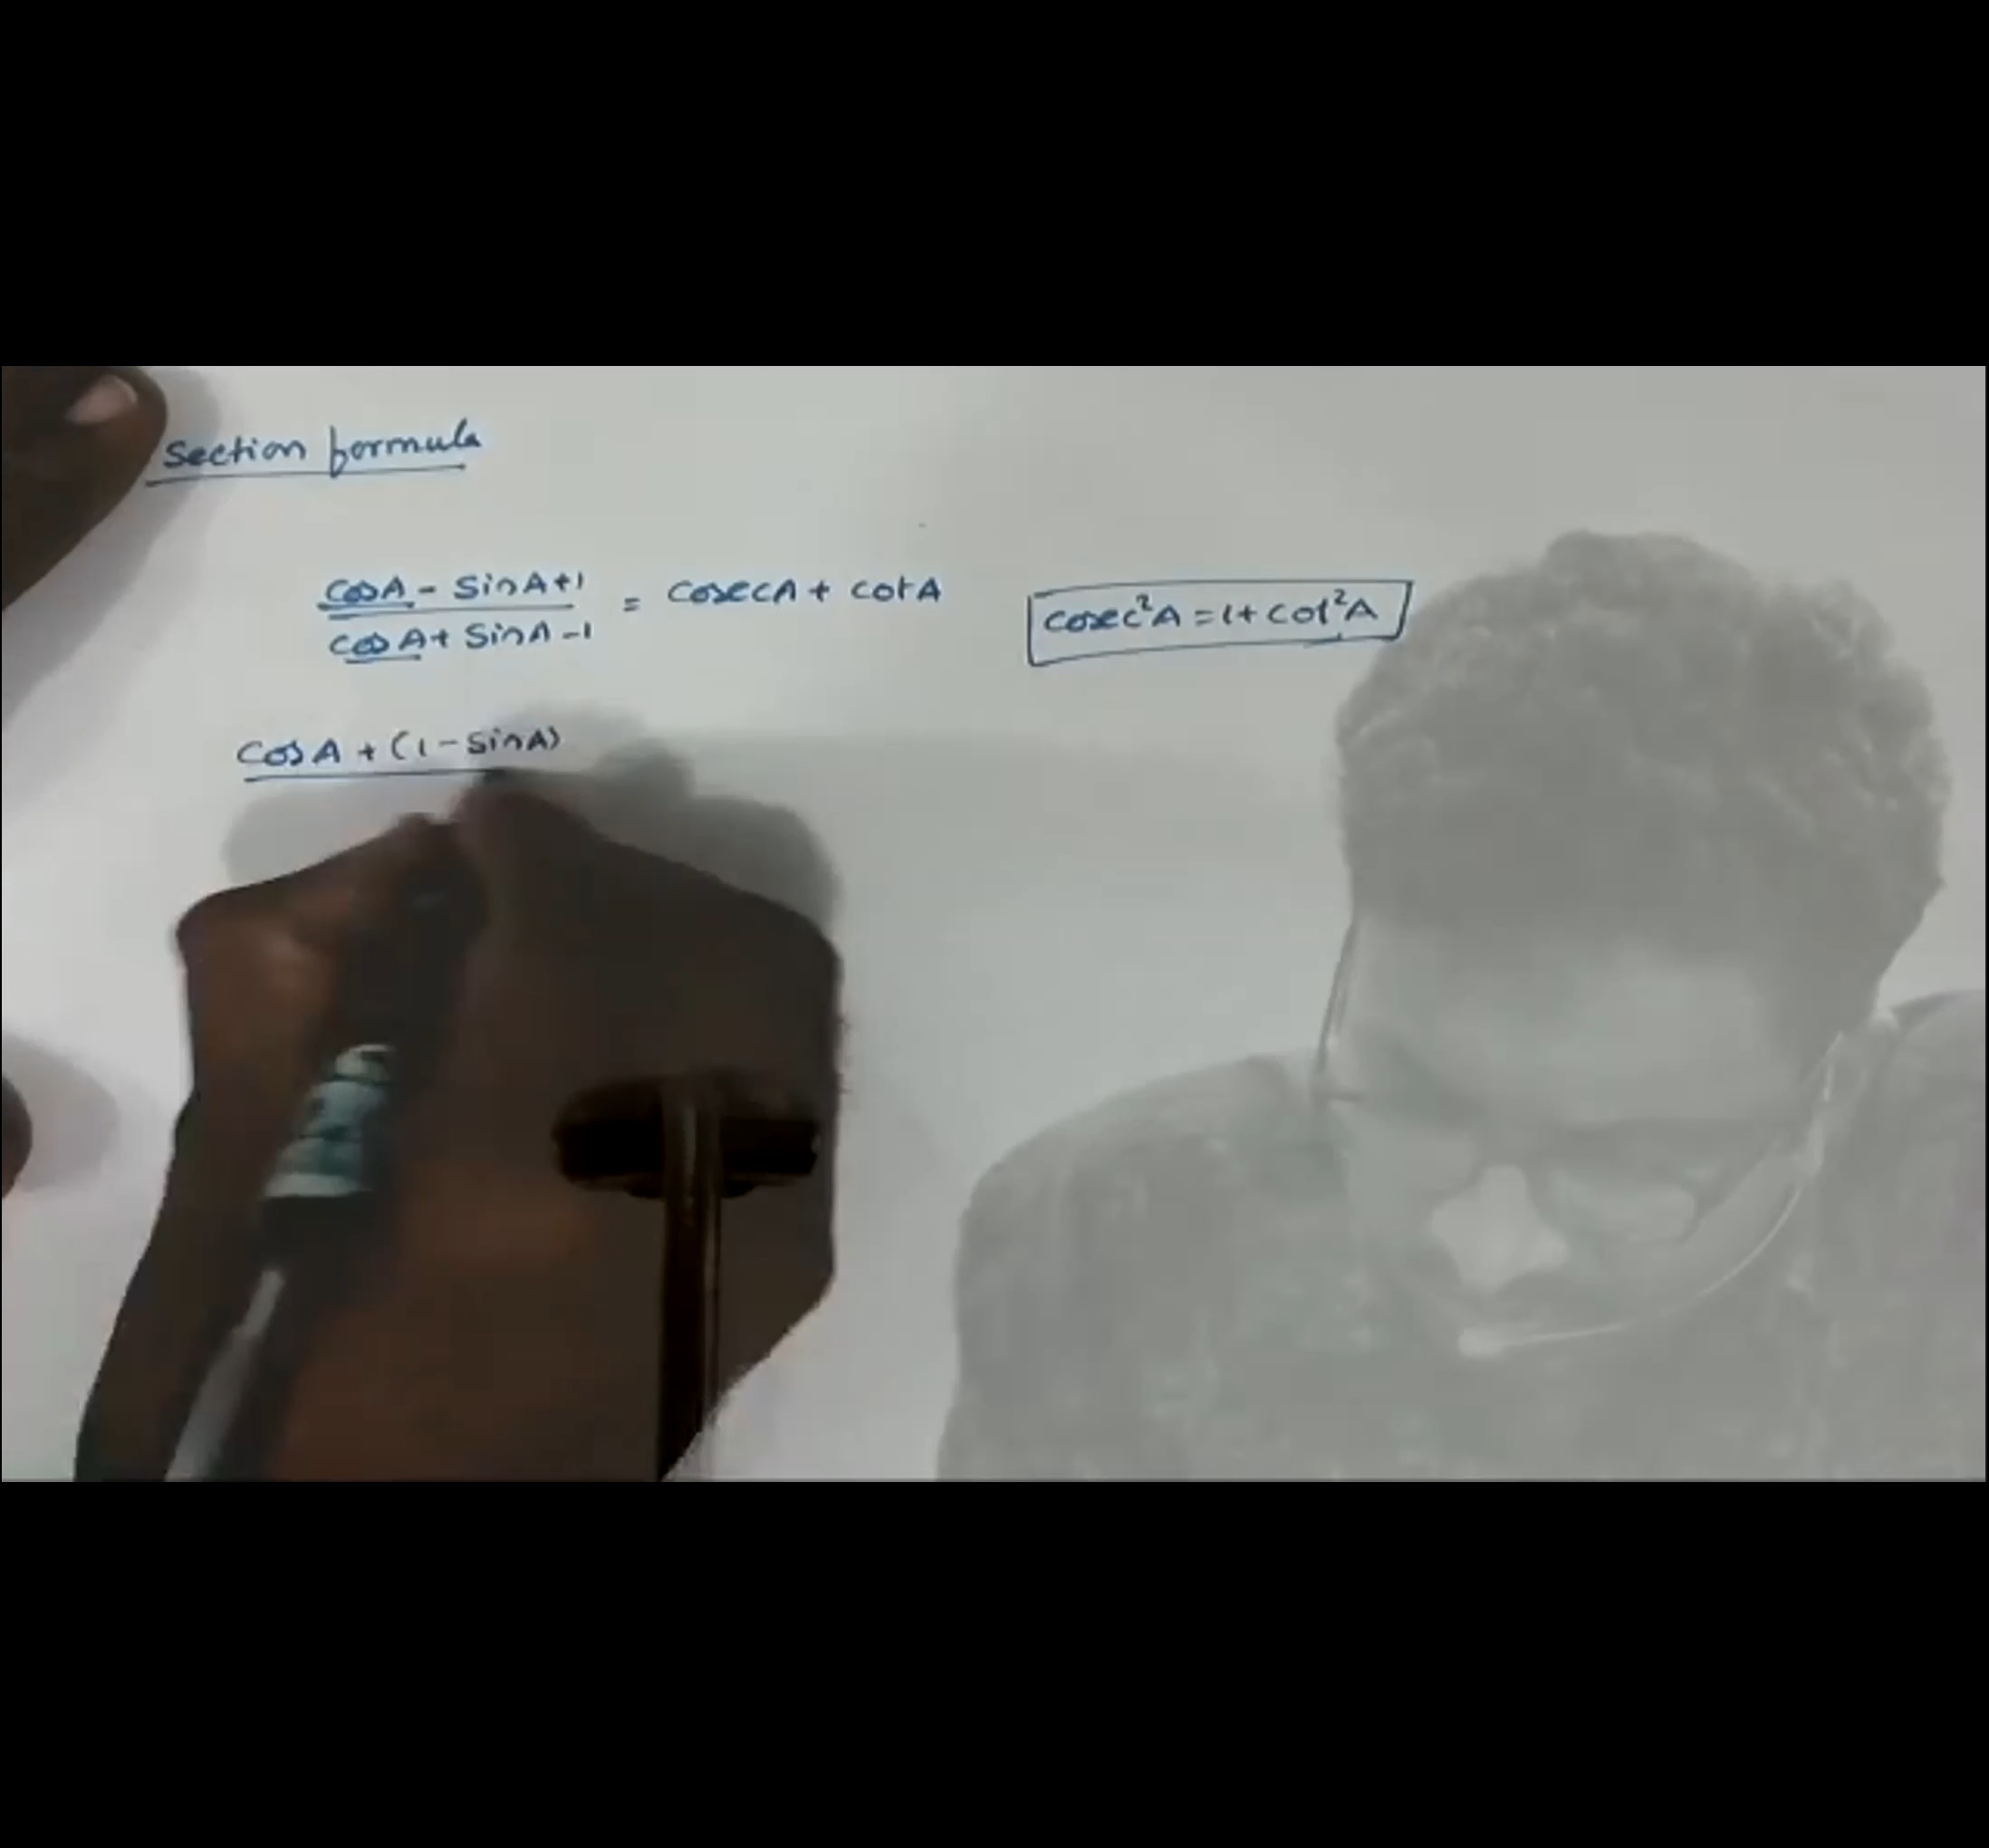 Section formula
cosA - sinA+1
cosA + sinA -1
= cosecA + cotA
cosec²A = 1 + cot²A
cosA + (1 - sinA)